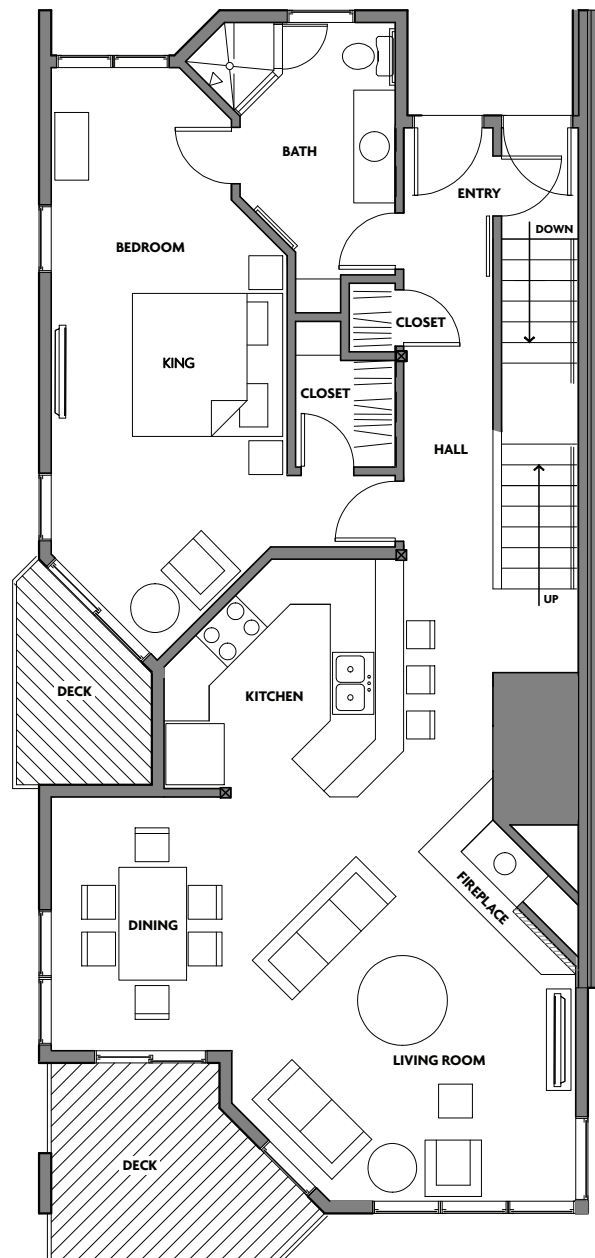 BATH
ENTRY
DOWN
BEDROOM
CLOSET
KING
CLOSET
HALL
UP
DECK
KITCHEN
FIREPLACE
DINING
LIVING ROOM
DECK